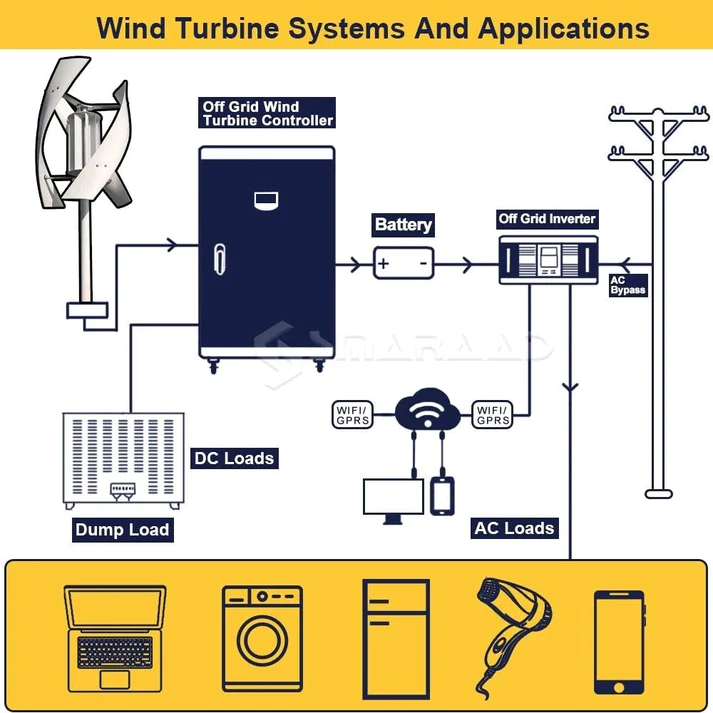 Wind Turbine Systems And Applications
Off Grid Wind
Turbine Controller
Battery
+ -
Off Grid Inverter
AC
Bypass
WIFI/
GPRS
WIFI/
GPRS
DC Loads
Dump Load
AC Loads